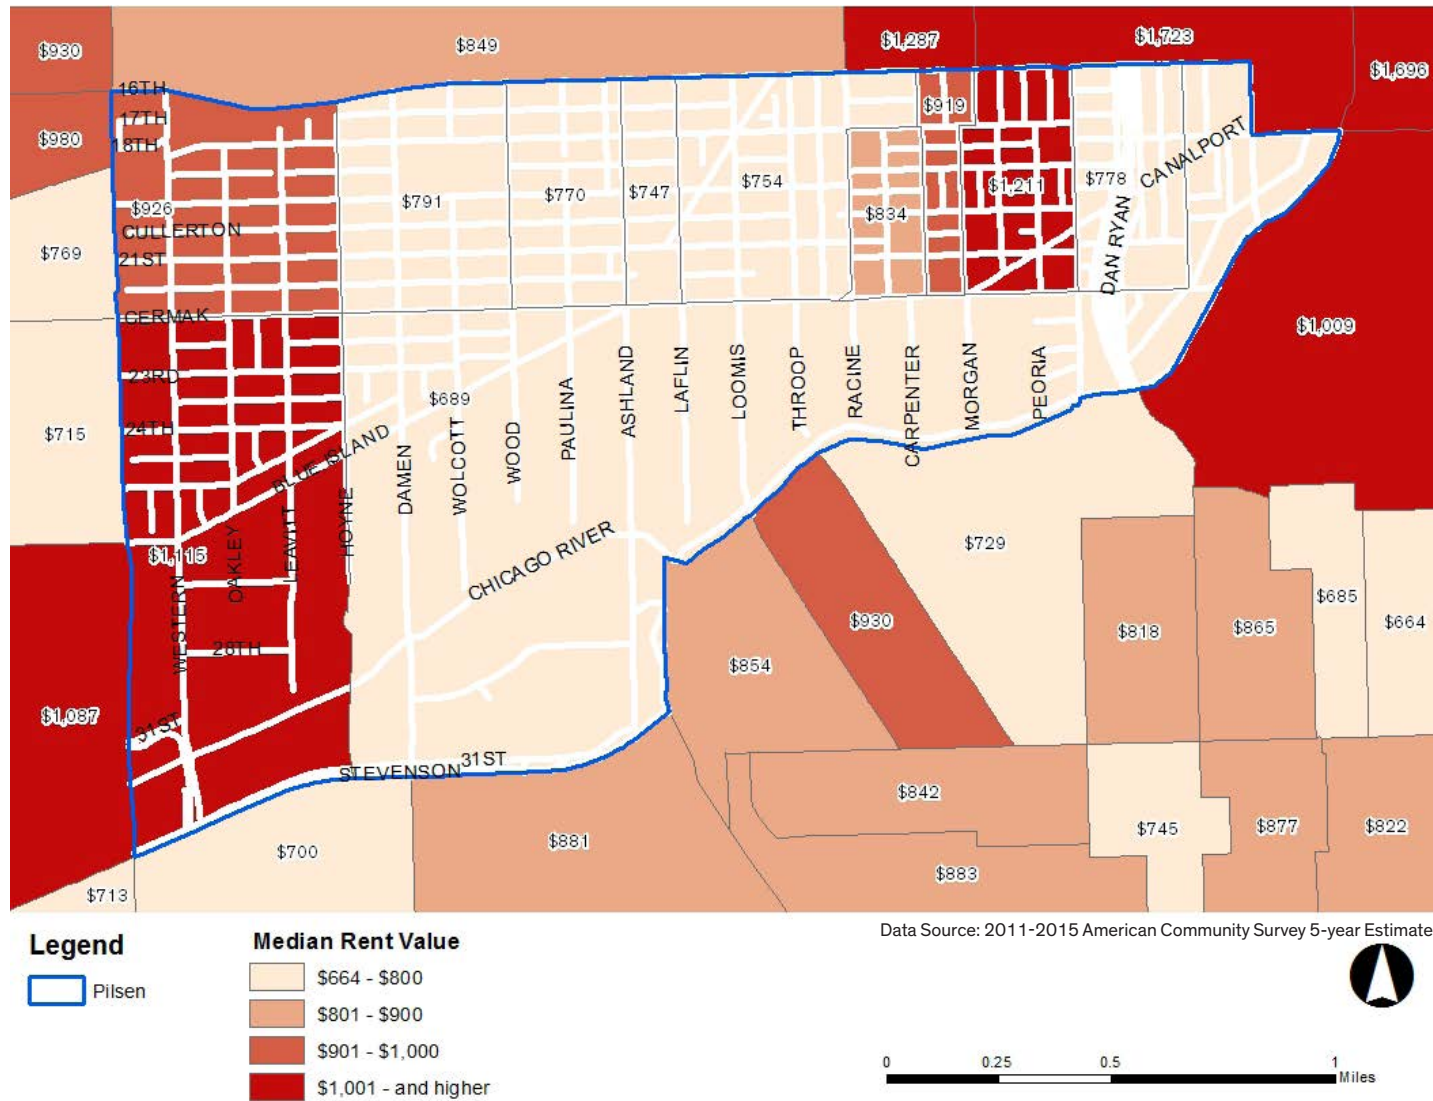 $930
$849
$1,287
$1,723
$1,696
16TH
17TH
18TH
$980
$919
CANALPORT
$926
$791
$770
$747
$754
$834
$1,211
$778
DAN RYAN
CULLERTON
21ST
$769
CERMAK
$1,009
23RD
24TH
$715
$689
BLUE ISLAND
HOYNE
DAMEN
WOLCOTT
WOOD
PAULINA
ASHLAND
LAFLIN
LOOMIS
THROOP
RACINE
CARPENTER
MORGAN
PEORIA
$1,115
WESTERN
OAKLEY
LEAVITT
CHICAGO RIVER
28TH
$729
$930
$854
$818
$865
$685
$664
$1,087
31ST
STEVENSON
31ST
$842
$745
$877
$822
$700
$881
$883
$713
Data Source: 2011-2015 American Community Survey 5-year Estimate
Legend
Pilsen
Median Rent Value
$664 - $800
$801 - $900
$901 - $1,000
$1,001 - and higher
0 0.25 0.5 1
Miles